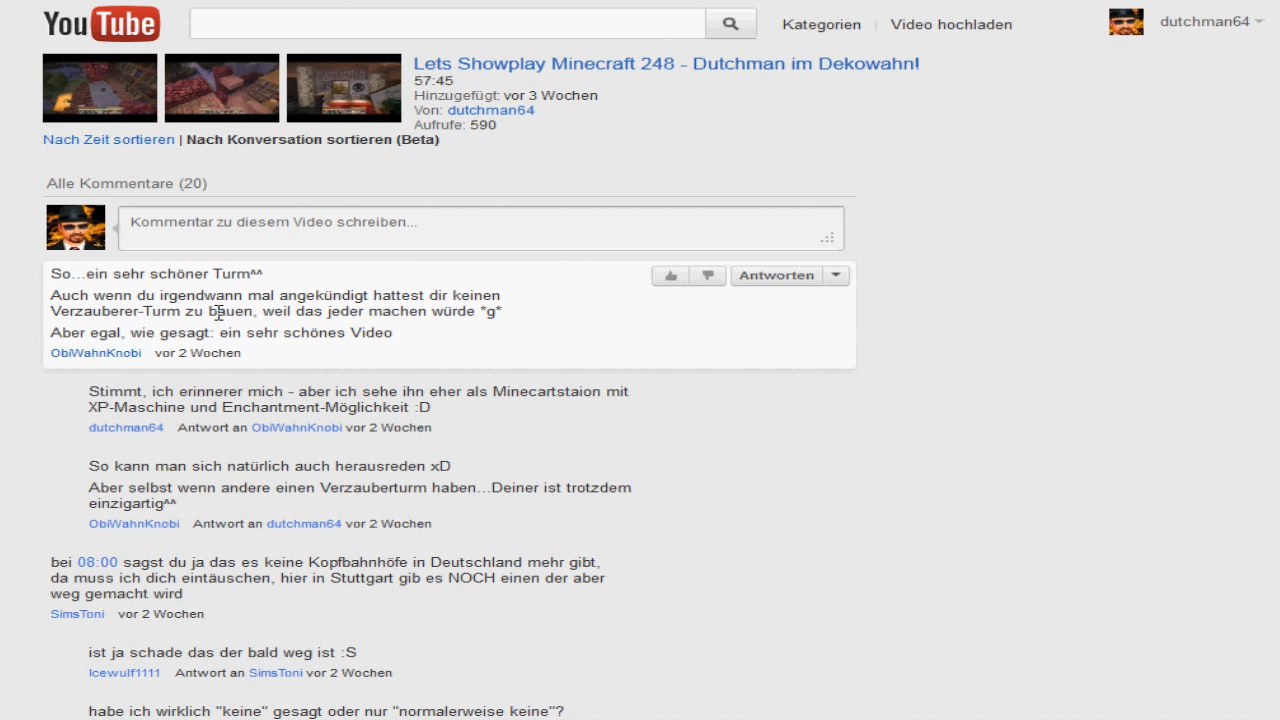 YouTube
Kategorien | Video hochladen
dutchman64
Lets Showplay Minecraft 248 - Dutchman im Dekowahn!
57:45
Hinzugefügt: vor 3 Wochen
Von: dutchman64
Aufrufe: 590
Nach Zeit sortieren | Nach Konversation sortieren (Beta)
Alle Kommentare (20)
Kommentar zu diesem Video schreiben...
So...ein sehr schöner Turm^^
Antworten
Auch wenn du irgendwann mal angekündigt hattest dir keinen
Verzauberer-Turm zu bauen, weil das jeder machen würde *g*
Aber egal, wie gesagt: ein sehr schönes Video
ObiWahnKnobi vor 2 Wochen
Stimmt, ich erinnerer mich - aber ich sehe ihn eher als Minecartstaion mit
XP-Maschine und Enchantment-Möglichkeit :D
dutchman64 Antwort an ObiWahnKnobi vor 2 Wochen
So kann man sich natürlich auch herausreden xD
Aber selbst wenn andere einen Verzauberturm haben...Deiner ist trotzdem
einzigartig^^
ObiWahnKnobi Antwort an dutchman64 vor 2 Wochen
bei 08:00 sagst du ja das es keine Kopfbahnhöfe in Deutschland mehr gibt,
da muss ich dich eintäuschen, hier in Stuttgart gib es NOCH einen der aber
weg gemacht wird
SimsToni vor 2 Wochen
ist ja schade das der bald weg ist :S
Icewulf1111 Antwort an SimsToni vor 2 Wochen
habe ich wirklich "keine" gesagt oder nur "normalerweise keine"?